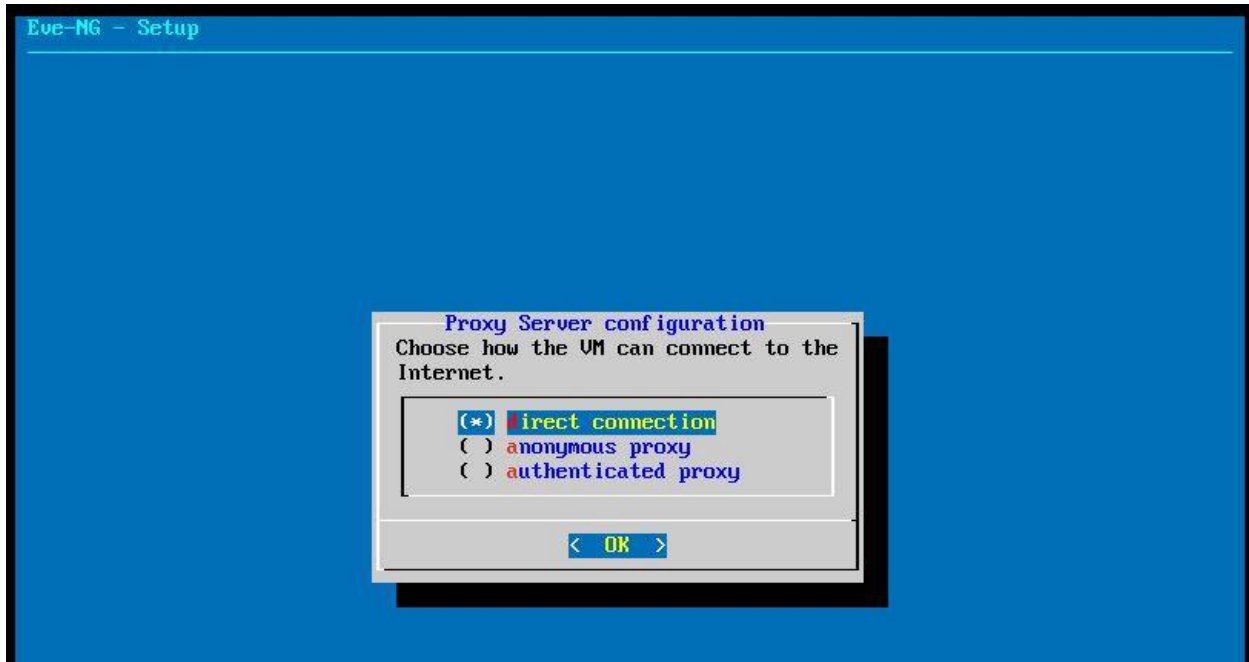 Eve-NG - Setup
Proxy Server configuration
Choose how the VM can connect to the
Internet.
(*) direct connection
( ) anonymous proxy
( ) authenticated proxy
< OK >